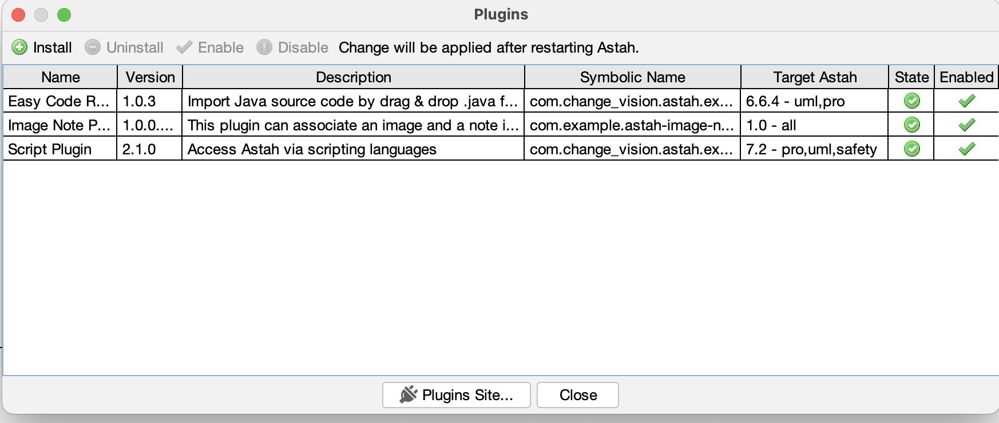 Plugins
Install Uninstall Enable Disable Change will be applied after restarting Astah.
Name Version Description Symbolic Name Target Astah State Enabled
Easy Code R... 1.0.3 Import Java source code by drag & drop .java f... com.change_vision.astah.ex... 6.6.4 - uml,pro
Image Note P... 1.0.0.... This plugin can associate an image and a note i... com.example.astah-image-n... 1.0 - all
Script Plugin 2.1.0 Access Astah via scripting languages com.change_vision.astah.ex... 7.2 - pro,uml,safety
Plugins Site... Close